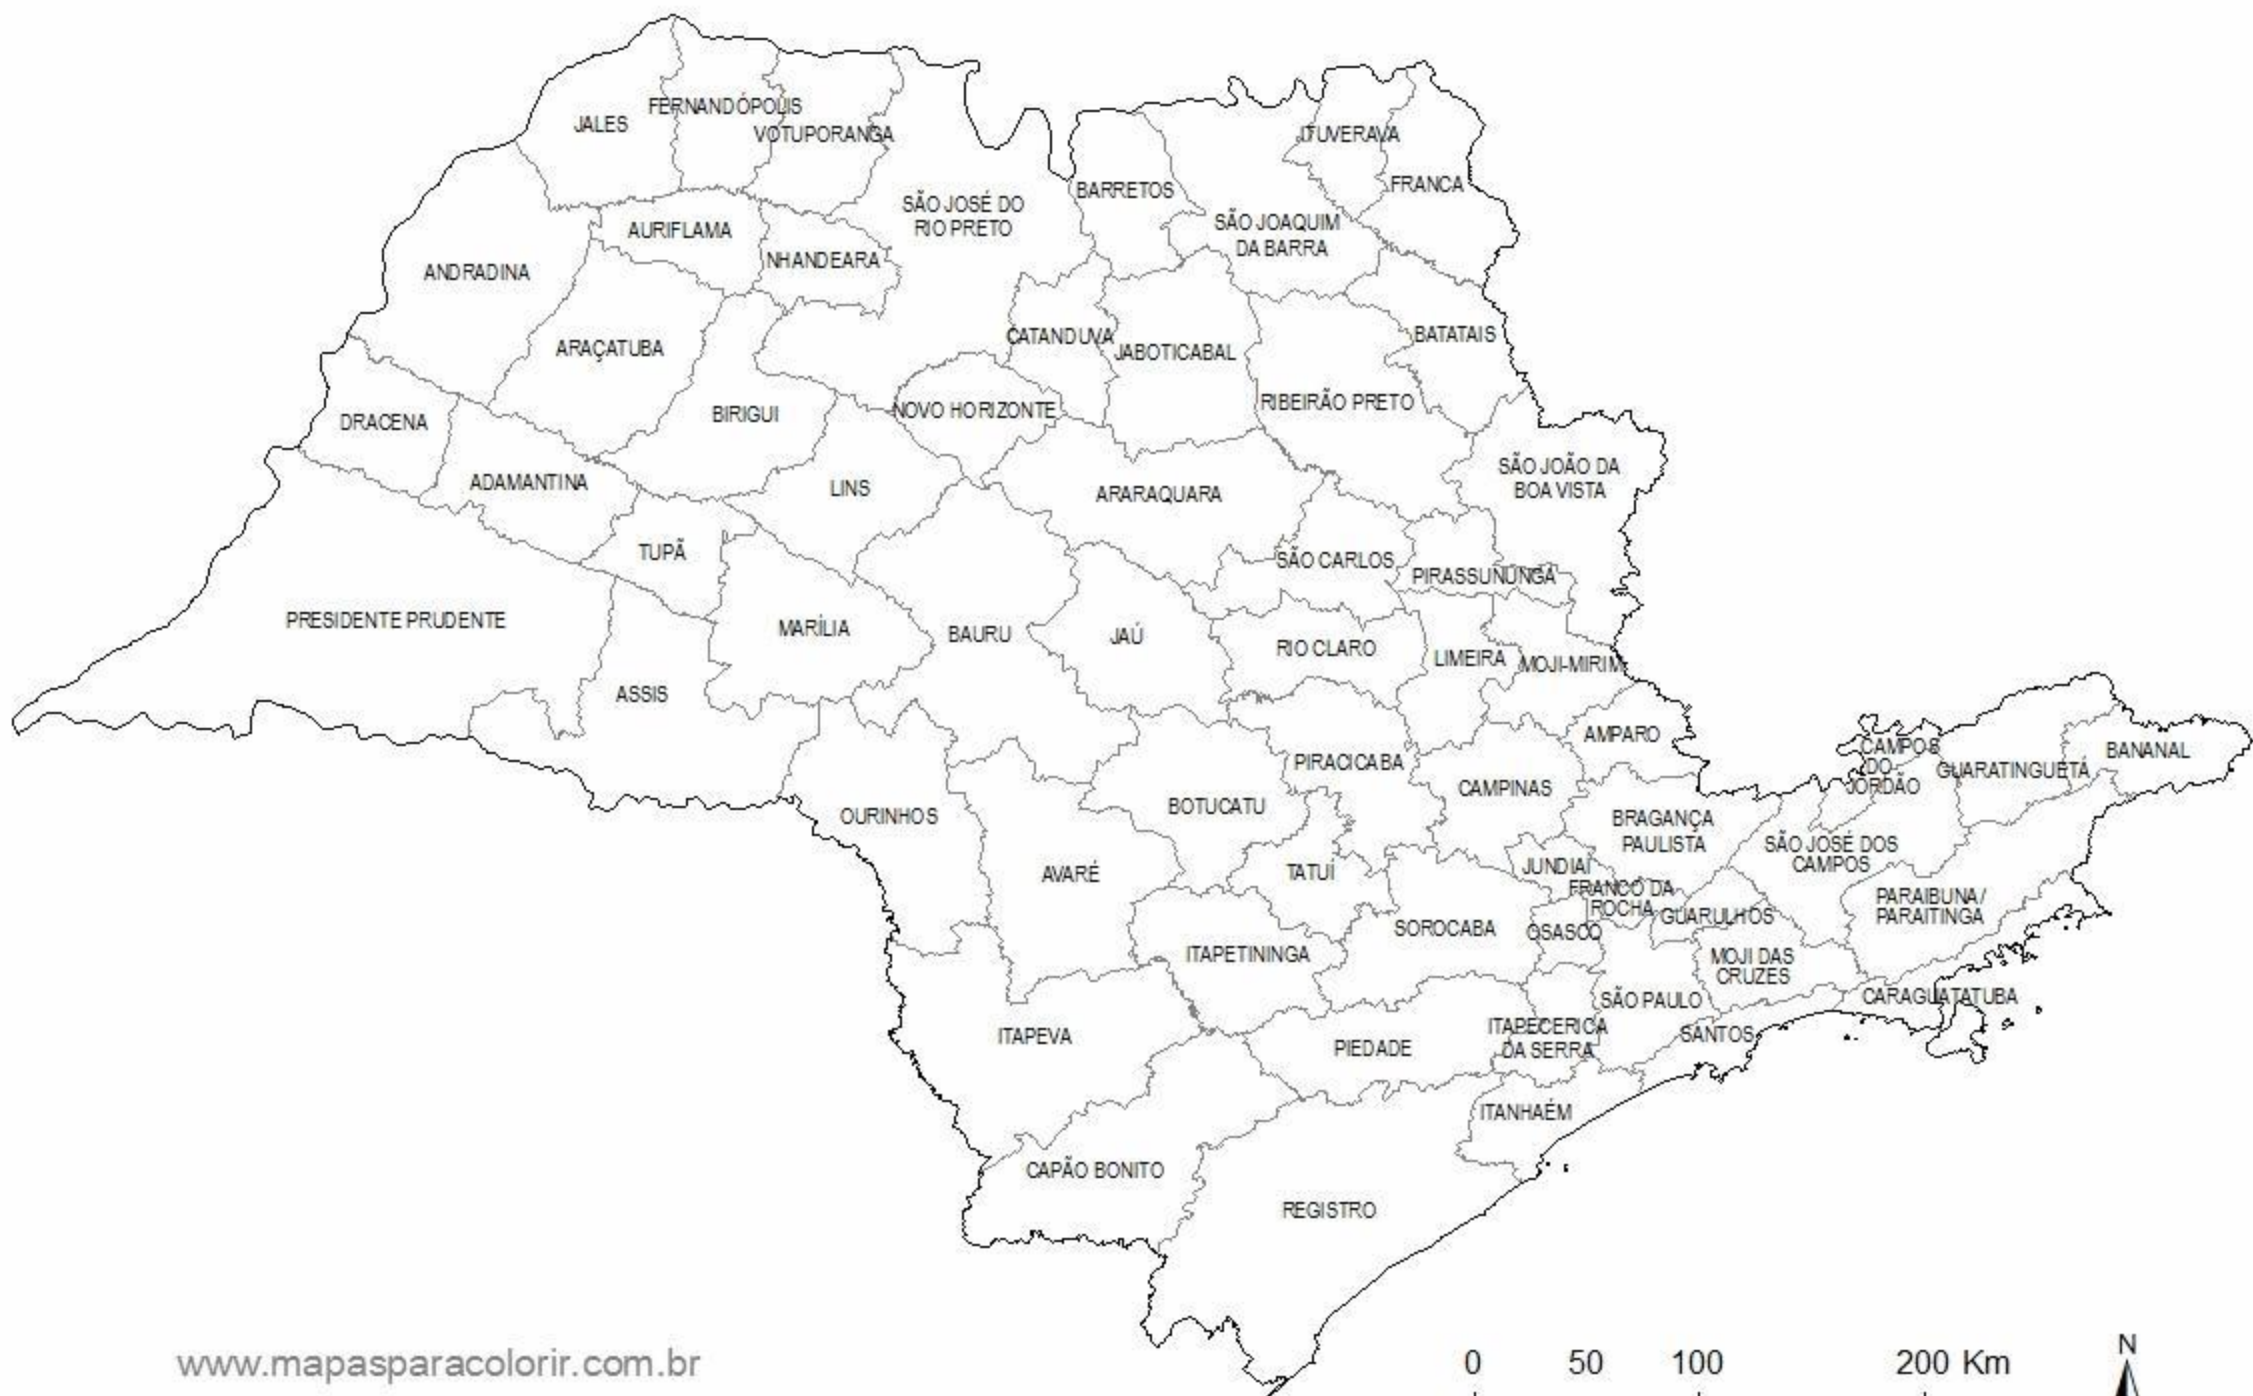 JALES
FERNANDÓPOLIS
VOTUPORANGA
ITUVERAVA
FRANCA
BARRETOS
SÃO JOSÉ DO
RIO PRETO
SÃO JOAQUIM
DA BARRA
AURIFLAMA
NHANDEARA
ANDRADINA
CATANDUVA
JABOTICABAL
BATATAIS
ARAÇATUBA
RIBEIRÃO PRETO
DRACENA
BIRIGUI
NOVO HORIZONTE
ADAMANTINA
LINS
ARARAQUARA
SÃO JOÃO DA
BOA VISTA
TUPÃ
SÃO CARLOS
PIRASSUNUNGA
PRESIDENTE PRUDENTE
MARÍLIA
BAURU
JAÚ
RIO CLARO
LIMEIRA
MOJI-MIRIM
ASSIS
AMPARO
PIRACICABA
CAMPINAS
CAMPOS
DO
JORDÃO
GUARATINGUETÁ
BANANAL
OURINHOS
BOTUCATU
BRAGANÇA
PAULISTA
SÃO JOSÉ DOS
CAMPOS
AVARÉ
TATUÍ
JUNDIAÍ
FRANCO DA
ROCHA
GUARULHOS
PARAIBUNA/
PARAITINGA
SOROCABA
OSASCO
ITAPETININGA
MOJI DAS
CRUZES
SÃO PAULO
CARAGUATATUBA
ITAPEVA
PIEDADE
ITAPECERICA
DA SERRA
SANTOS
ITANHAÉM
CAPÃO BONITO
REGISTRO
www.mapasparacolorir.com.br
0 50 100 200 Km
N